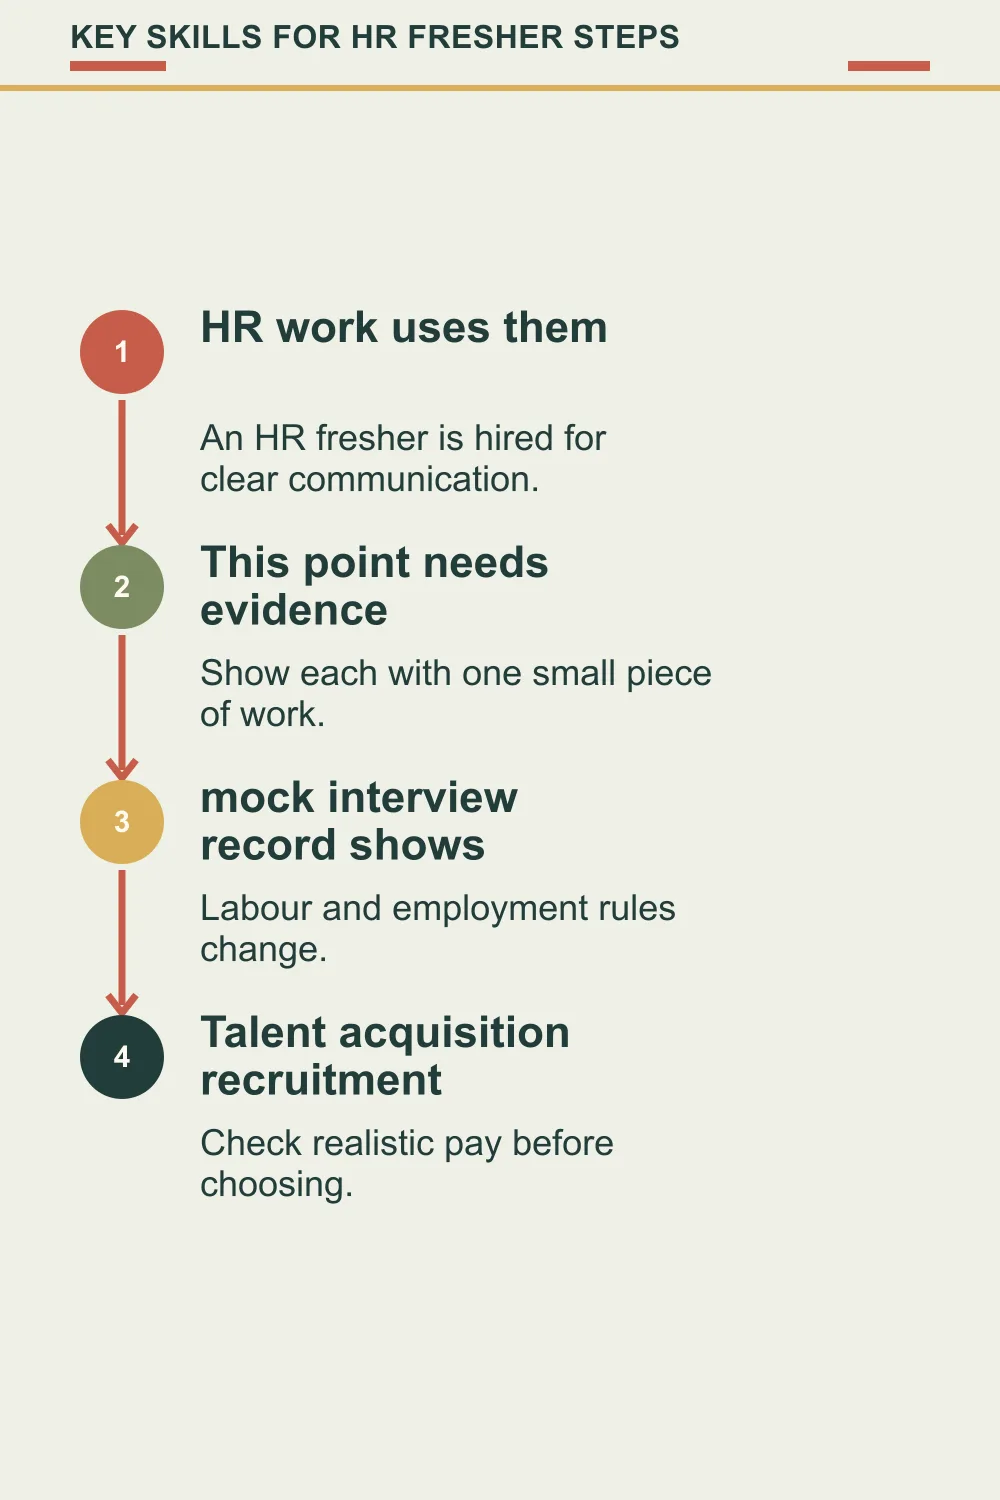 KEY SKILLS FOR HR FRESHER STEPS
1
HR work uses them
An HR fresher is hired for
clear communication.
2
This point needs
evidence
Show each with one small piece
of work.
3
mock interview
record shows
Labour and employment rules
change.
4
Talent acquisition
recruitment
Check realistic pay before
choosing.